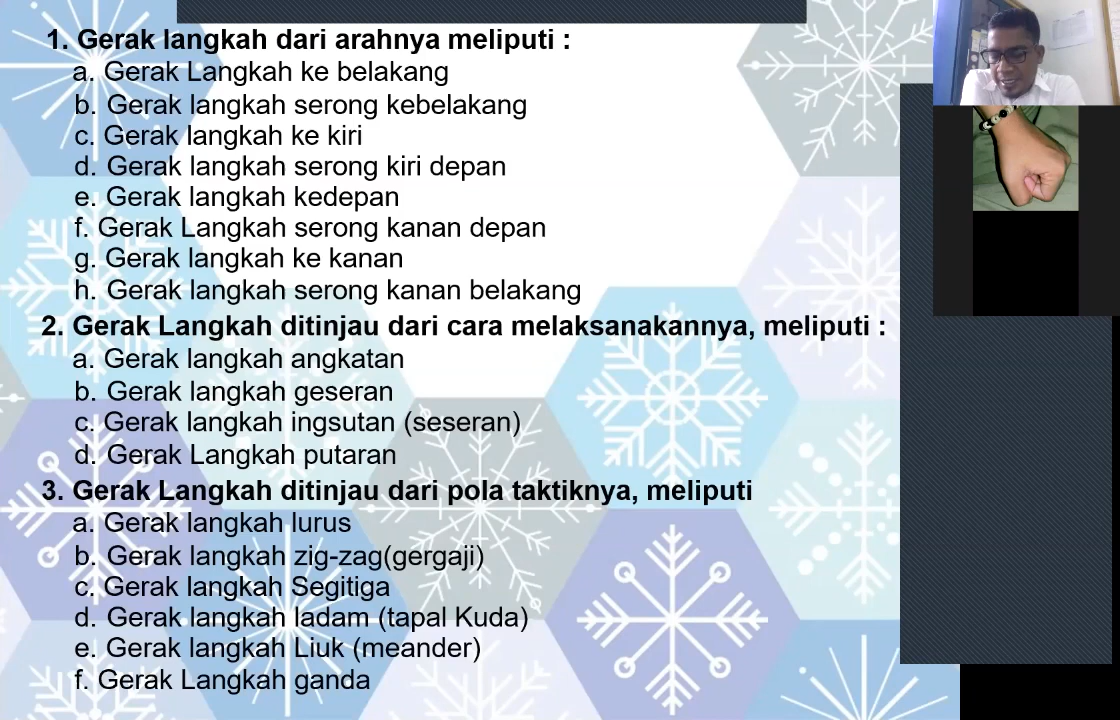 1. Gerak langkah dari arahnya meliputi :
a. Gerak Langkah ke belakang
b. Gerak langkah serong kebelakang
c. Gerak langkah ke kiri
d. Gerak langkah serong kiri depan
e. Gerak langkah kedepan
f. Gerak Langkah serong kanan depan
g. Gerak langkah ke kanan
h. Gerak langkah serong kanan belakang
2. Gerak Langkah ditinjau dari cara melaksanakannya, meliputi :
a. Gerak langkah angkatan
b. Gerak langkah geseran
c. Gerak langkah ingsutan (seseran)
d. Gerak Langkah putaran
3. Gerak Langkah ditinjau dari pola taktiknya, meliputi
a. Gerak langkah lurus
b. Gerak langkah zig-zag(gergaji)
c. Gerak langkah Segitiga
d. Gerak langkah ladam (tapal Kuda)
e. Gerak langkah Liuk (meander)
f. Gerak Langkah ganda